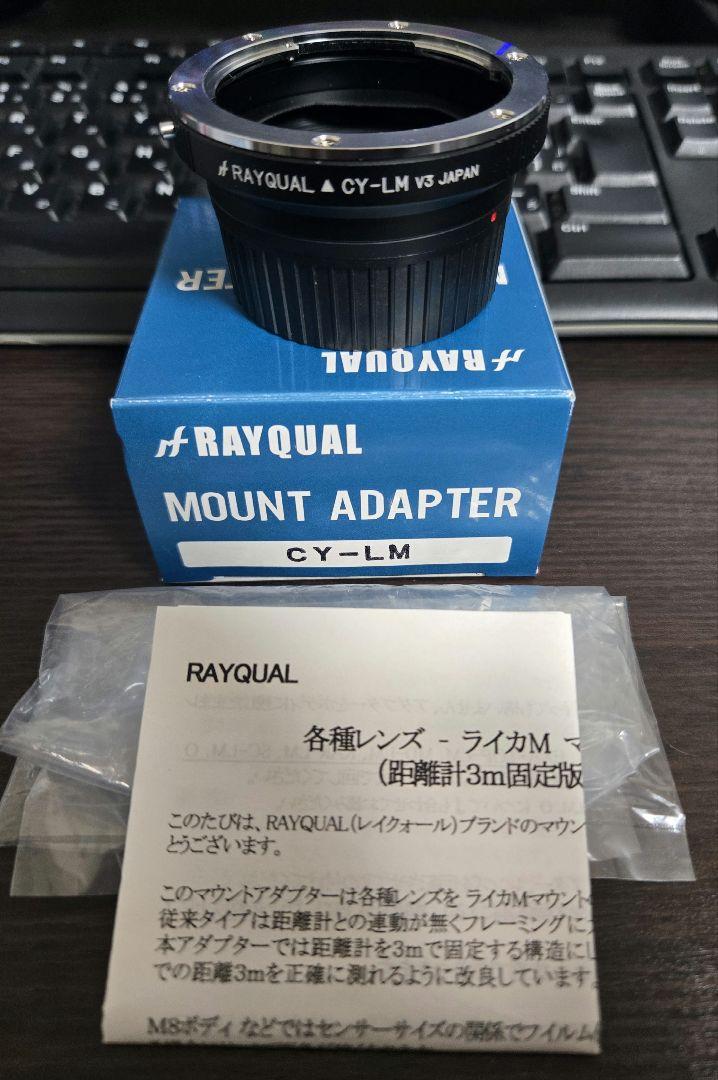 RAYQUAL ▲ CY-LM V3 JAPAN
RAYQUAL
RAYQUAL
MOUNT ADAPTER
CY-LM
RAYQUAL
各種レンズ - ライカM マ
(距離計3m固定版
このたびは、RAYQUAL(レイクォール)ブランドのマウン
とうございます。
このマウントアダプターは各種レンズを ライカMマウント
従来タイプは距離計との連動が無くフレーミングに
本アダプターでは距離計を3mで固定する構造に
での距離3mを正確に測れるように改良しています。
M8ボディ などではセンサーサイズの関係でフィルム